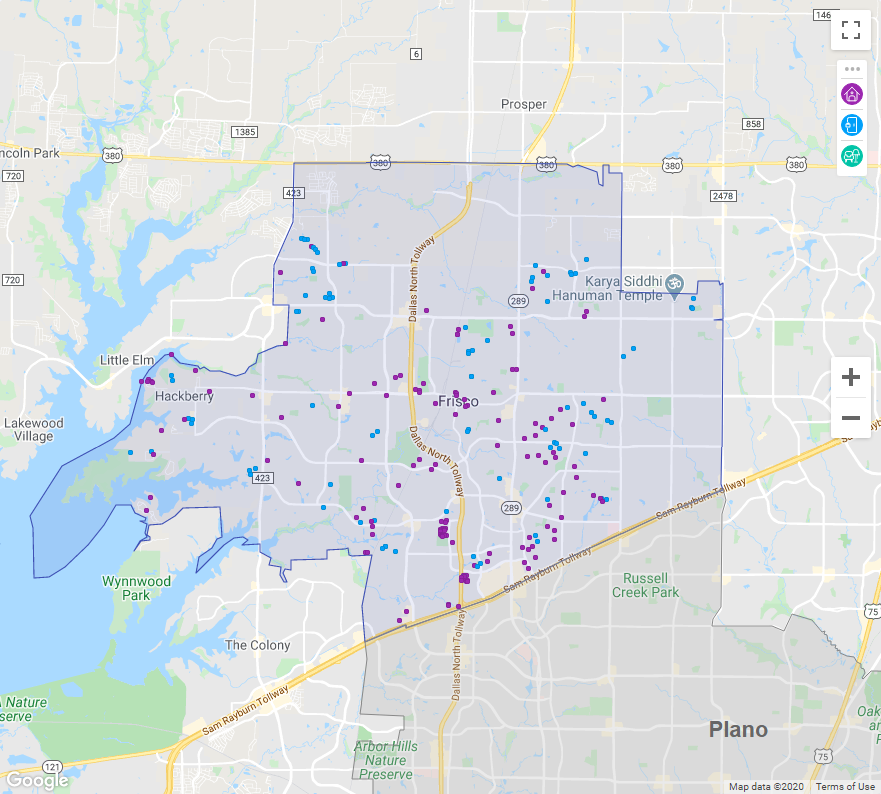 146
6
Prosper
1385
858
ncoln Park
380
380
380
380
380
720
423
2478
Dallas North Tollway
720
Karya Siddhi
Hanuman Temple
289
Little Elm
Hackberry
Frisco
Lakewood
Village
Dallas North Tollway
423
Sam Rayburn Tollway
289
Sam Rayburn Tollway
Wynnwood
Park
Russell
Creek Park
75
The Colony
Dallas North Tollway
Sam Rayburn Tollway
A Nature
eserve
Oak
Plano
Arbor Hills
Nature
Preserve
75
121
Google
Map data ©2020
Terms of Use